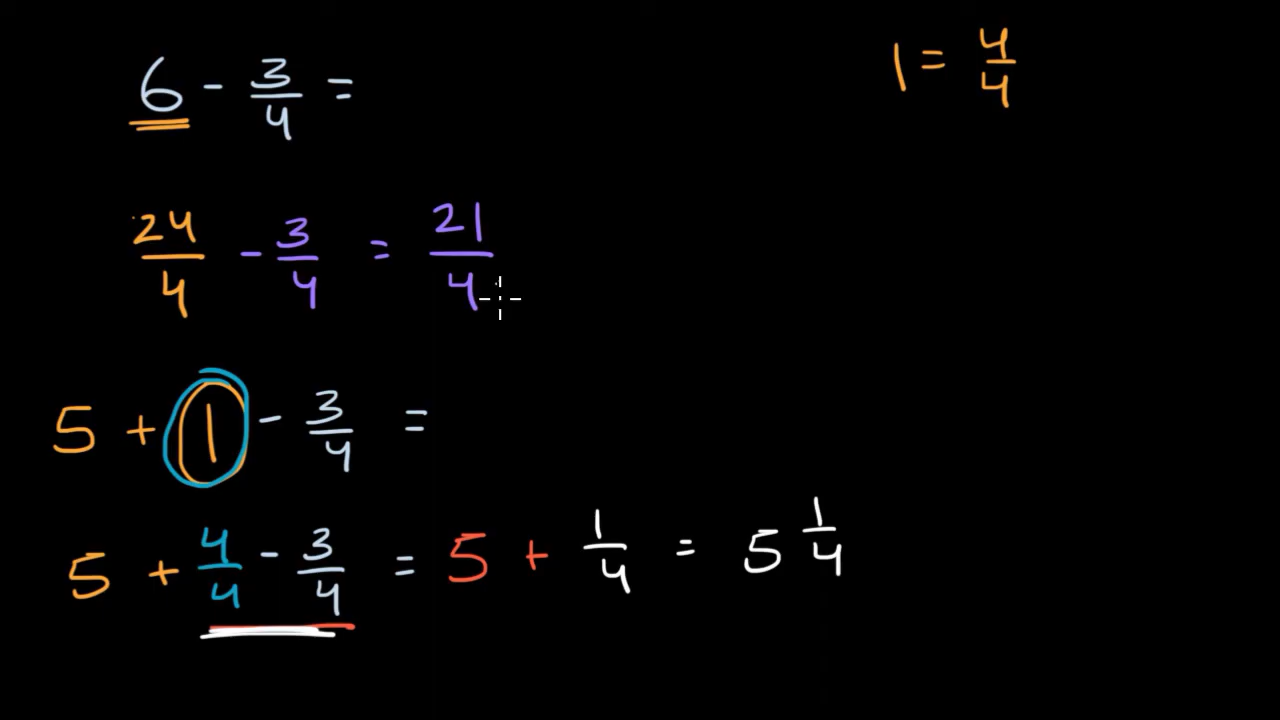 6 - 3/4 =
1 = 4/4
24/4 - 3/4 = 21/4
5 + 1 - 3/4 =
5 + 4/4 - 3/4 = 5 + 1/4 = 5 1/4